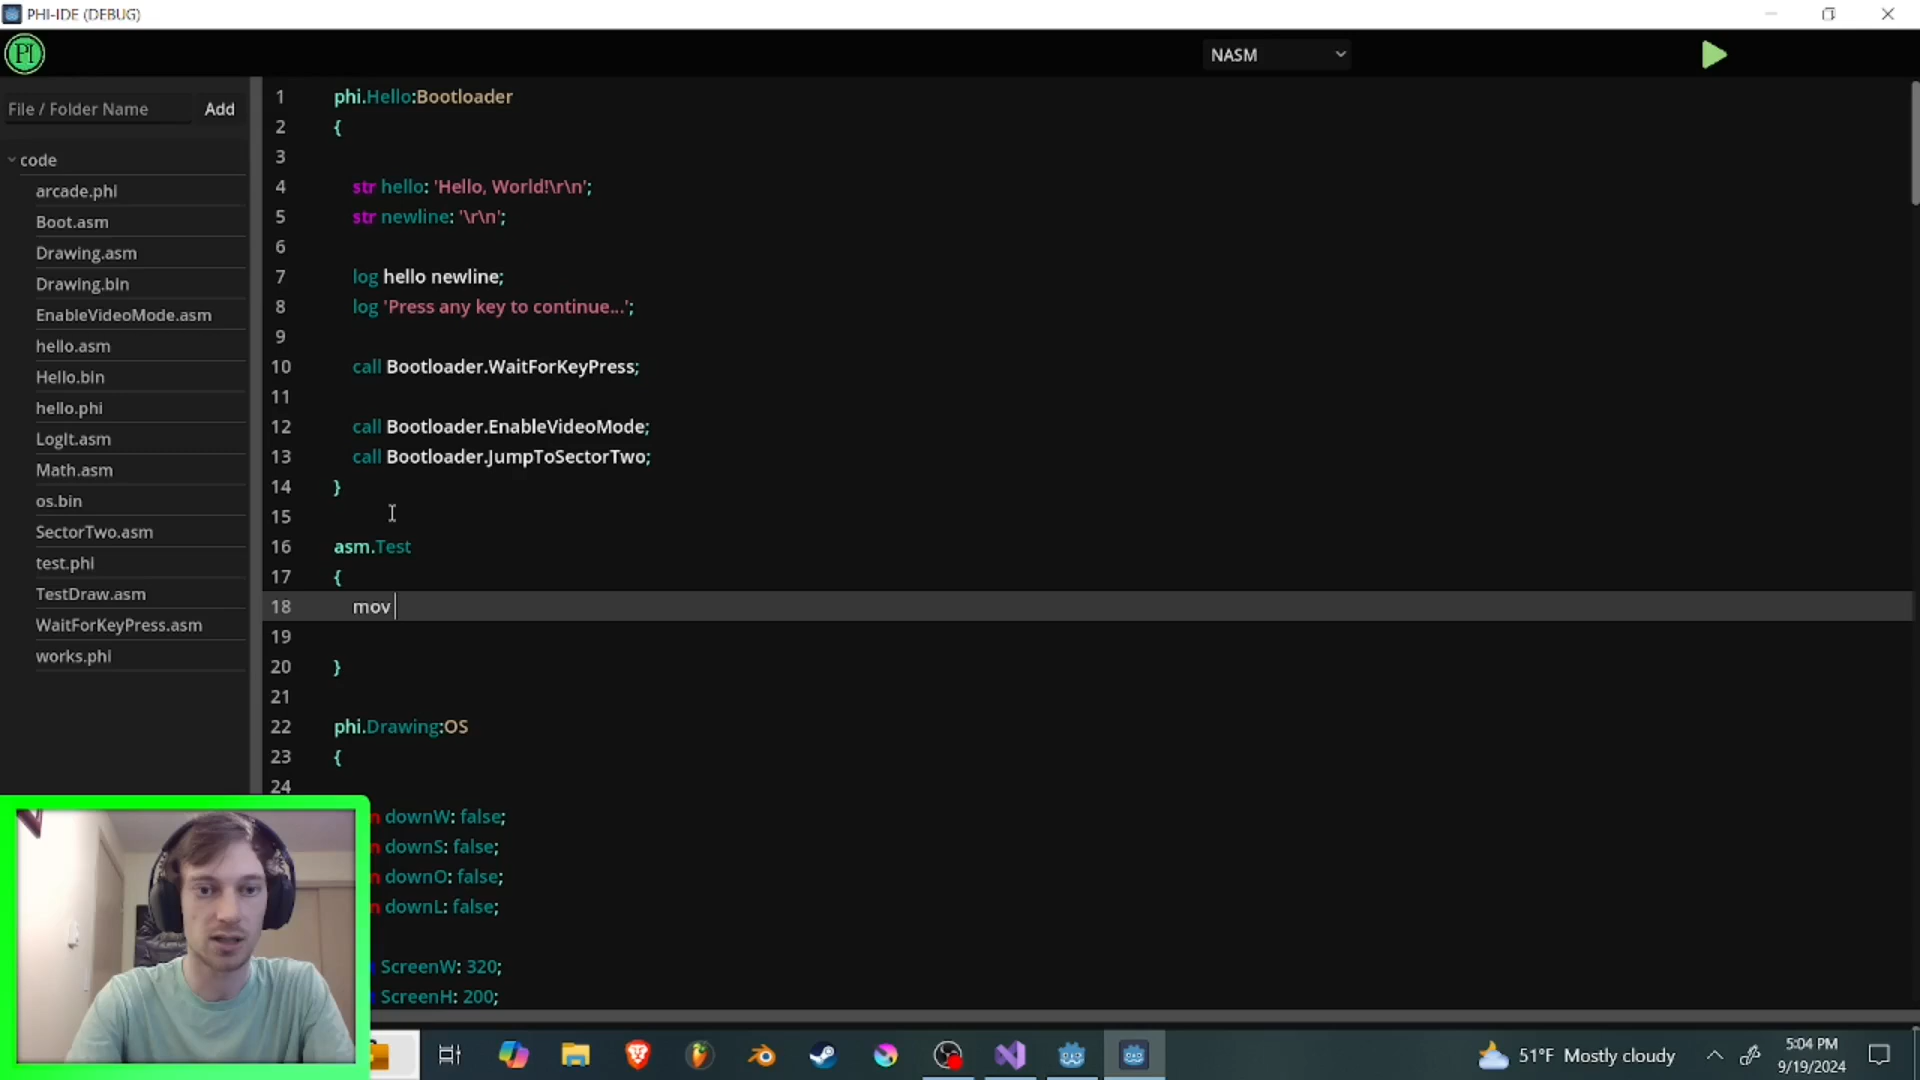 PHI-IDE (DEBUG)
PI
NASM
File / Folder Name Add
code
arcade.phi
Boot.asm
Drawing.asm
Drawing.bin
EnableVideoMode.asm
hello.asm
Hello.bin
hello.phi
LogIt.asm
Math.asm
os.bin
SectorTwo.asm
test.phi
TestDraw.asm
WaitForKeyPress.asm
works.phi
1 phi.Hello:Bootloader
2 {
3
4 str hello: 'Hello, World!\r\n';
5 str newline: '\r\n';
6
7 log hello newline;
8 log 'Press any key to continue...';
9
10 call Bootloader.WaitForKeyPress;
11
12 call Bootloader.EnableVideoMode;
13 call Bootloader.JumpToSectorTwo;
14 }
15
16 asm.Test
17 {
18 mov
19
20 }
21
22 phi.Drawing:OS
23 {
24
downW: false;
downS: false;
downO: false;
downL: false;
ScreenW: 320;
ScreenH: 200;
51°F Mostly cloudy
5:04 PM
9/19/2024